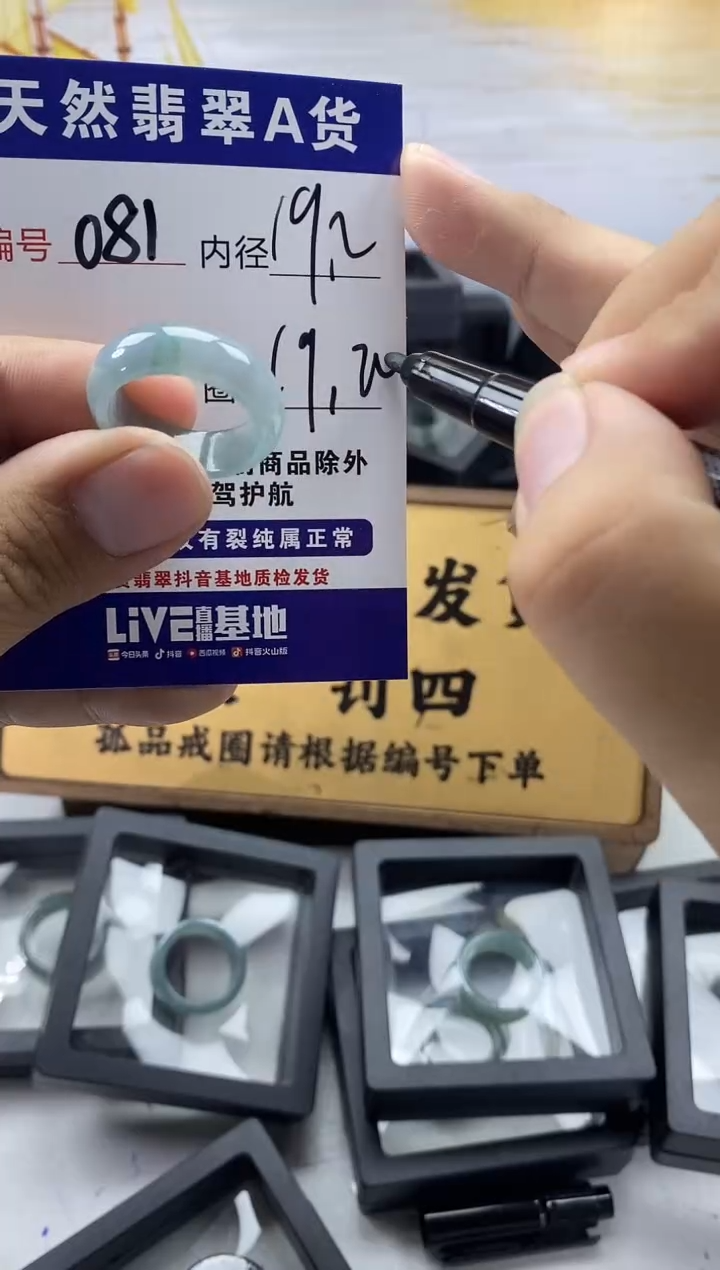 天然翡翠A货
编号 081 内径 19.2
圈 19.2
商品除外
驾护航
有裂纯属正常
翡翠抖音基地质检发货
LiVE直播基地
今日头条 抖音 西瓜视频 抖音火山版
发
罚四
孤品戒圈请根据编号下单